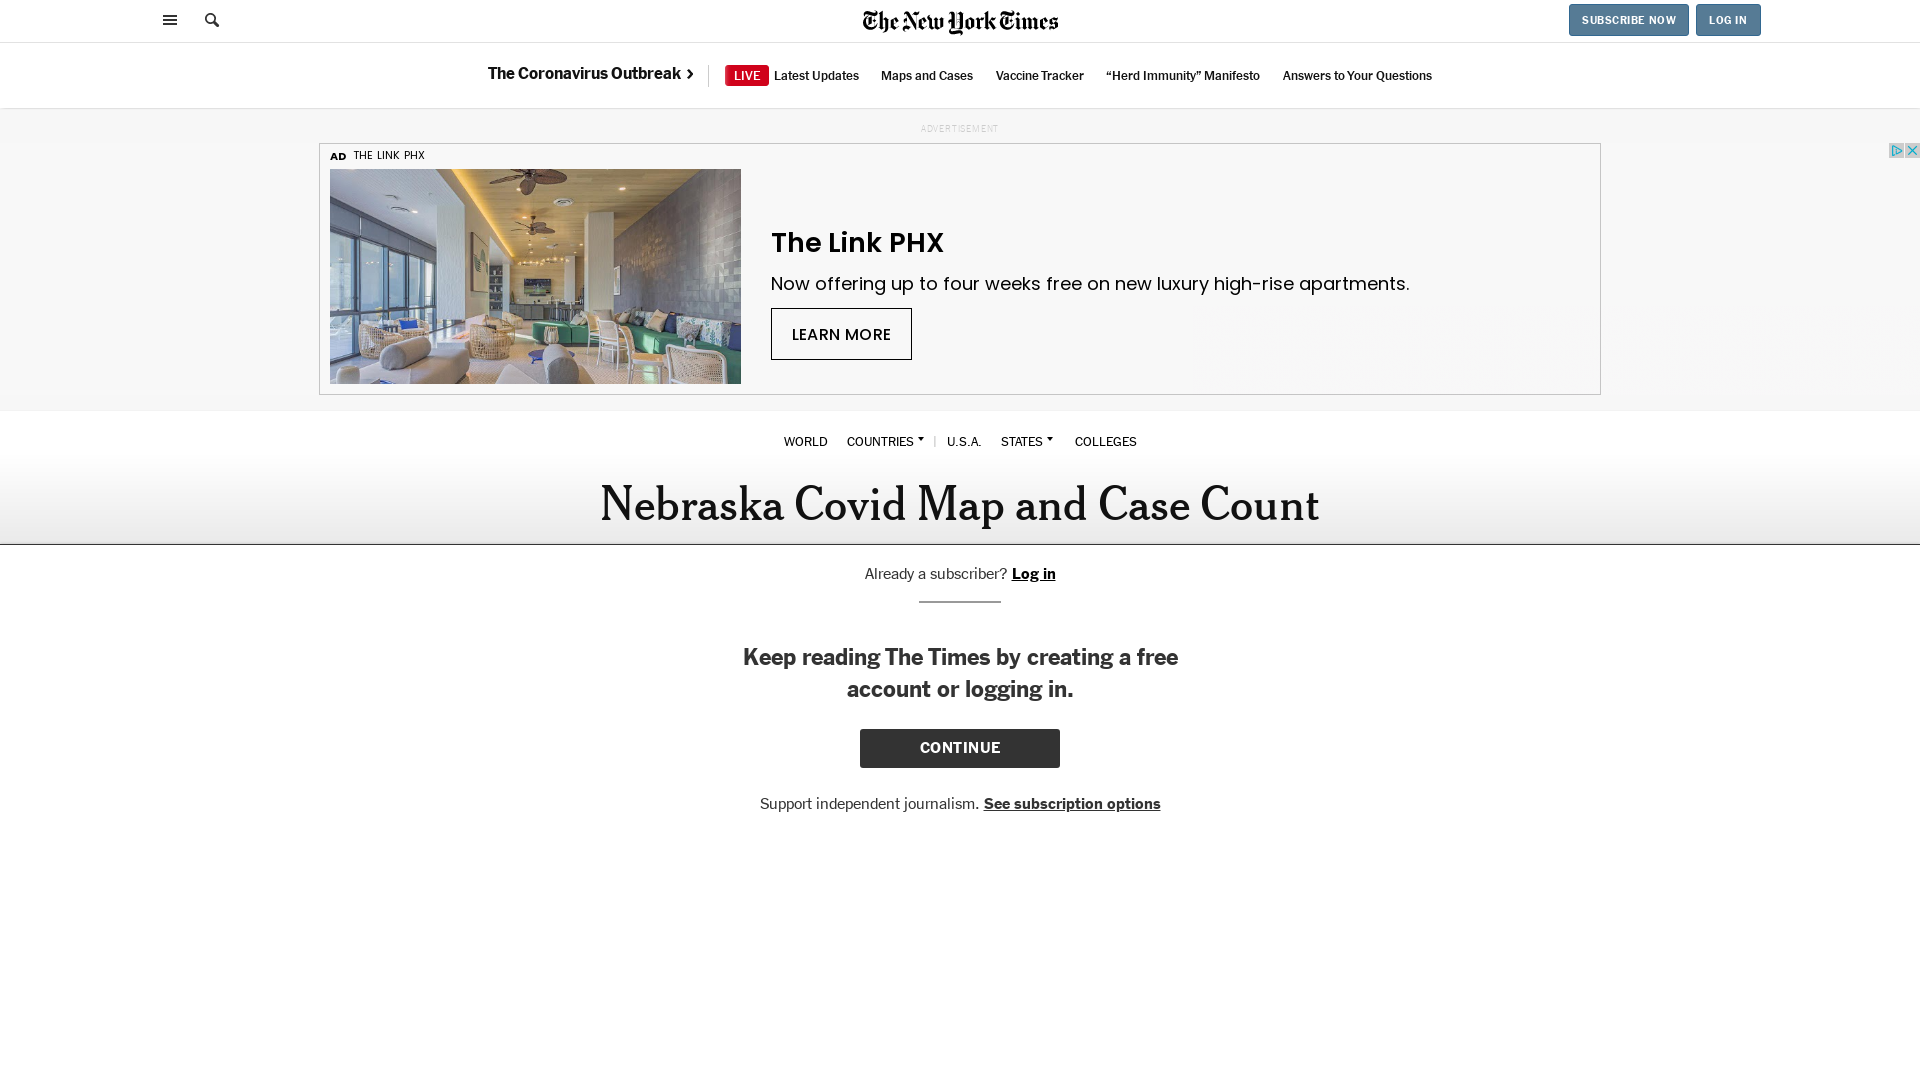 The New York Times
SUBSCRIBE NOW
LOG IN
The Coronavirus Outbreak
LIVE Latest Updates
Maps and Cases
Vaccine Tracker
“Herd Immunity” Manifesto
Answers to Your Questions
ADVERTISEMENT
AD THE LINK PHX
The Link PHX
Now offering up to four weeks free on new luxury high-rise apartments.
LEARN MORE
WORLD COUNTRIES | U.S.A. STATES COLLEGES
Nebraska Covid Map and Case Count
Already a subscriber? Log in
Keep reading The Times by creating a free
account or logging in.
CONTINUE
Support independent journalism. See subscription options